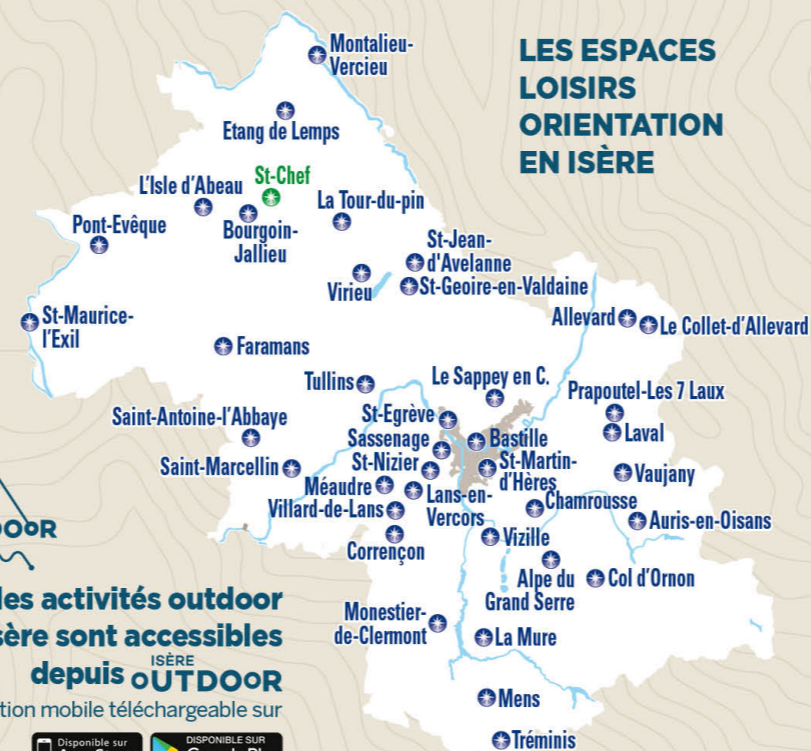 LES ESPACES
LOISIRS
ORIENTATION
EN ISÈRE
Montalieu-
Vercieu
Etang de Lemps
St-Chef
L'Isle d'Abeau
La Tour-du-pin
Pont-Evêque
Bourgoin-
Jallieu
St-Jean-
d'Avelanne
Virieu
St-Geoire-en-Valdaine
St-Maurice-
l'Exil
Allevard
Le Collet-d'Allevard
Faramans
Tullins
Le Sappey en C.
Prapoutel-Les 7 Laux
Saint-Antoine-l'Abbaye
St-Egrève
Laval
Sassenage
Bastille
Saint-Marcellin
St-Nizier
St-Martin-
d'Hères
Vaujany
Méaudre
Lans-en-
Vercors
Chamrousse
Villard-de-Lans
Auris-en-Oisans
Corrençon
Vizille
Alpe du
Grand Serre
Col d'Ornon
Monestier-
de-Clermont
La Mure
Mens
Tréminis
les activités outdoor
sère sont accessibles
depuis ISÈRE OUTDOOR
tion mobile téléchargeable sur
Disponible sur
DISPONIBLE SUR